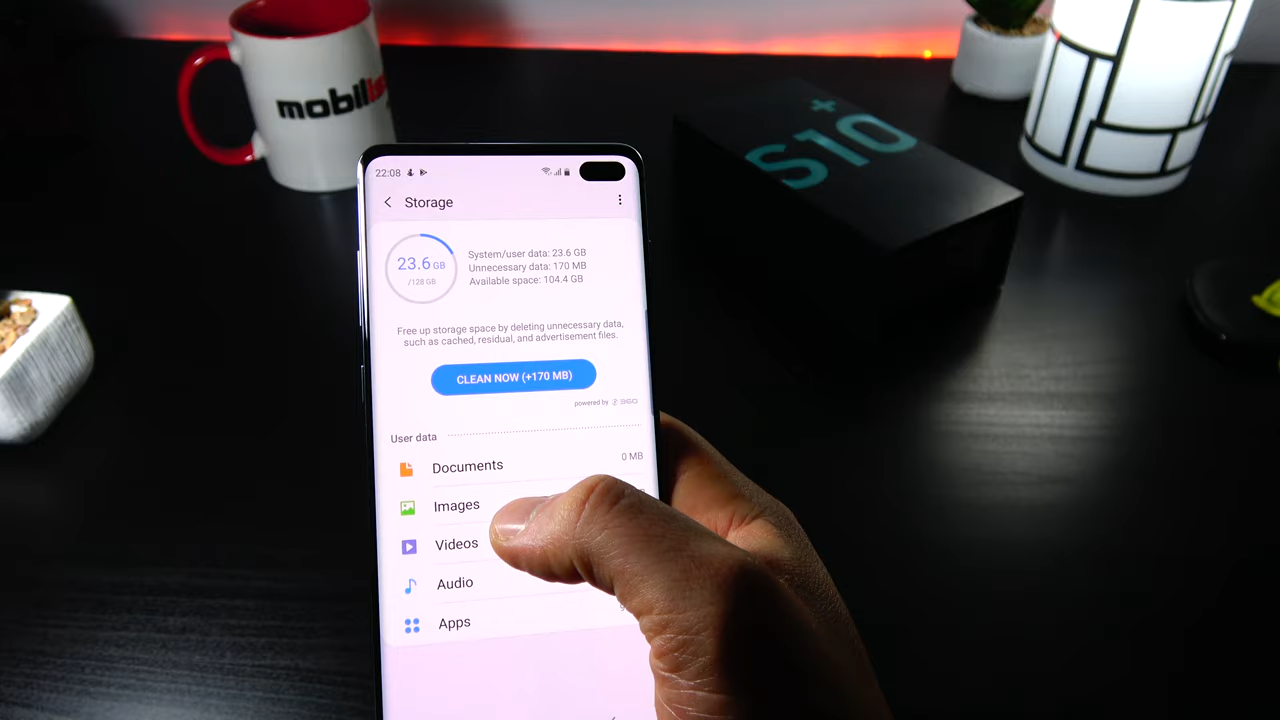 mobil
S10
+
22:08
Storage
23.6 GB
/128 GB
System/user data: 23.6 GB
Unnecessary data: 170 MB
Available space: 104.4 GB
Free up storage space by deleting unnecessary data,
such as cached, residual, and advertisement files.
CLEAN NOW (+170 MB)
powered by 360
User data
Documents 0 MB
Images
Videos
Audio
Apps